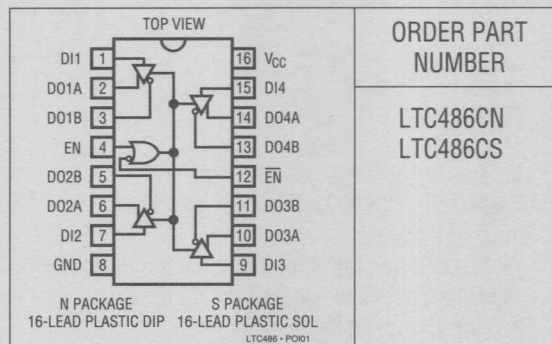 TOP VIEW
DI1 1
DO1A 2
DO1B 3
EN 4
DO2B 5
DO2A 6
DI2 7
GND 8
16 VCC
15 DI4
14 DO4A
13 DO4B
12 E̅N̅
11 DO3B
10 DO3A
9 DI3
N PACKAGE
16-LEAD PLASTIC DIP
S PACKAGE
16-LEAD PLASTIC SOL
LTC486 • POI01
ORDER PART
NUMBER
LTC486CN
LTC486CS